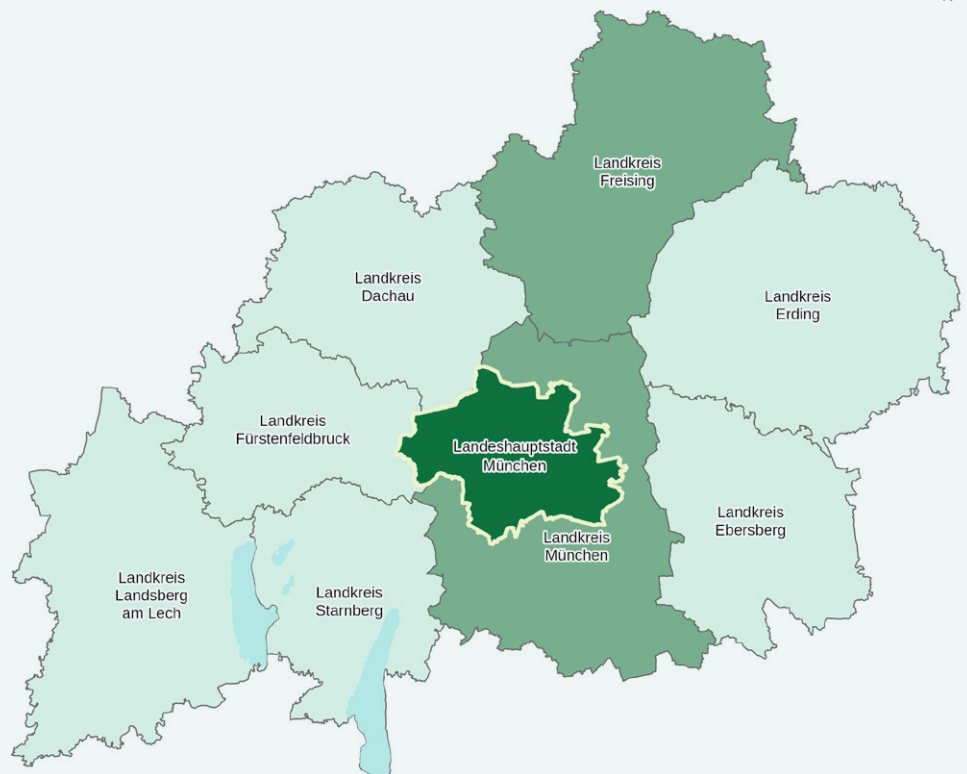 Landkreis
Freising
Landkreis
Dachau
Landkreis
Erding
Landkreis
Fürstenfeldbruck
Landeshauptstadt
München
Landkreis
Ebersberg
Landkreis
München
Landkreis
Landsberg
am Lech
Landkreis
Starnberg